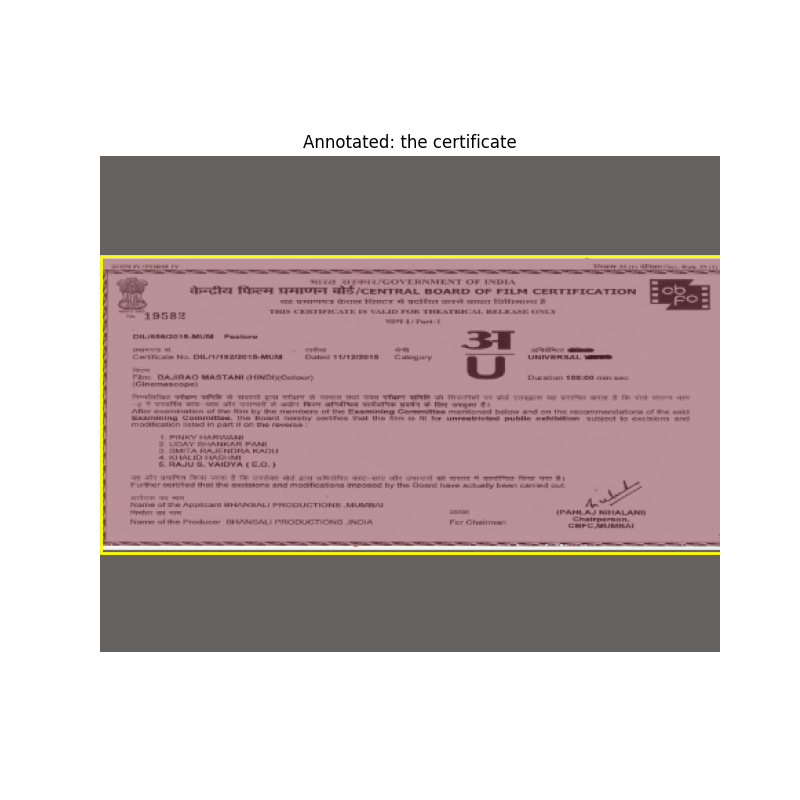 Annotated: the certificate
भारत सरकार/GOVERNMENT OF INDIA
केन्द्रीय फिल्म प्रमाणन बोर्ड/CENTRAL BOARD OF FILM CERTIFICATION
THIS CERTIFICATE IS VALID FOR THEATRICAL RELEASE ONLY
भाग-I/Part-I
cb
fc
No. 19582
DIL/656/2015-MUM Feature
अ
U
Certificate No. DIL/1/192/2015-MUM Dated 11/12/2015 Category UNIVERSAL
Film: BAJIRAO MASTANI (HINDI)(Colour) Duration 158:00 min:sec
(Cinemascope)
After examination of the film by the members of the Examining Committee mentioned below and on the recommendations of the said
Examining Committee, the Board hereby certifies that the film is fit for unrestricted public exhibition subject to excisions and
modification listed in part II on the reverse :
1. PINKY HARWANI
2. UDAY SHANKAR PANI
3. SMITA RAJENDRA KADU
4. KHALID HASHMI
5. RAJU S. VAIDYA ( E.O. )
Further certified that the excisions and modifications imposed by the Board have actually been carried out.
Name of the Applicant BHANSALI PRODUCTIONS ,MUMBAI
Name of the Producer BHANSALI PRODUCTIONS ,INDIA
For Chairman
(PAHLAJ NIHALANI)
Chairperson,
CBFC,MUMBAI